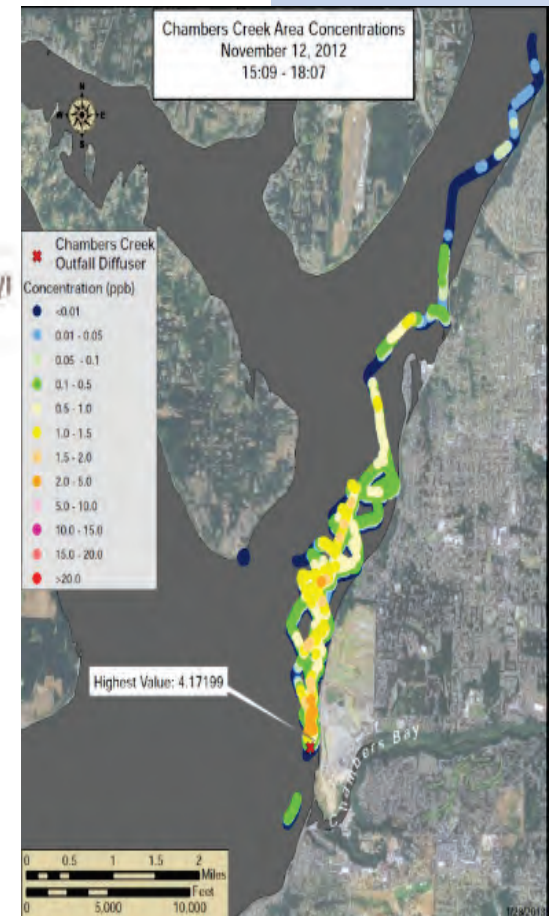 Chambers Creek Area Concentrations
November 12, 2012
15:09 - 18:07
N
W E
S
Chambers Creek
Outfall Diffuser
Concentration (ppb)
<0.01
0.01 - 0.05
0.05 - 0.1
0.1 - 0.5
0.5 - 1.0
1.0 - 1.5
1.5 - 2.0
2.0 - 5.0
5.0 - 10.0
10.0 - 15.0
15.0 - 20.0
>20.0
Highest Value: 4.17199
Chambers Bay
0 0.5 1 1.5 2
Miles
Feet
0 5,000 10,000